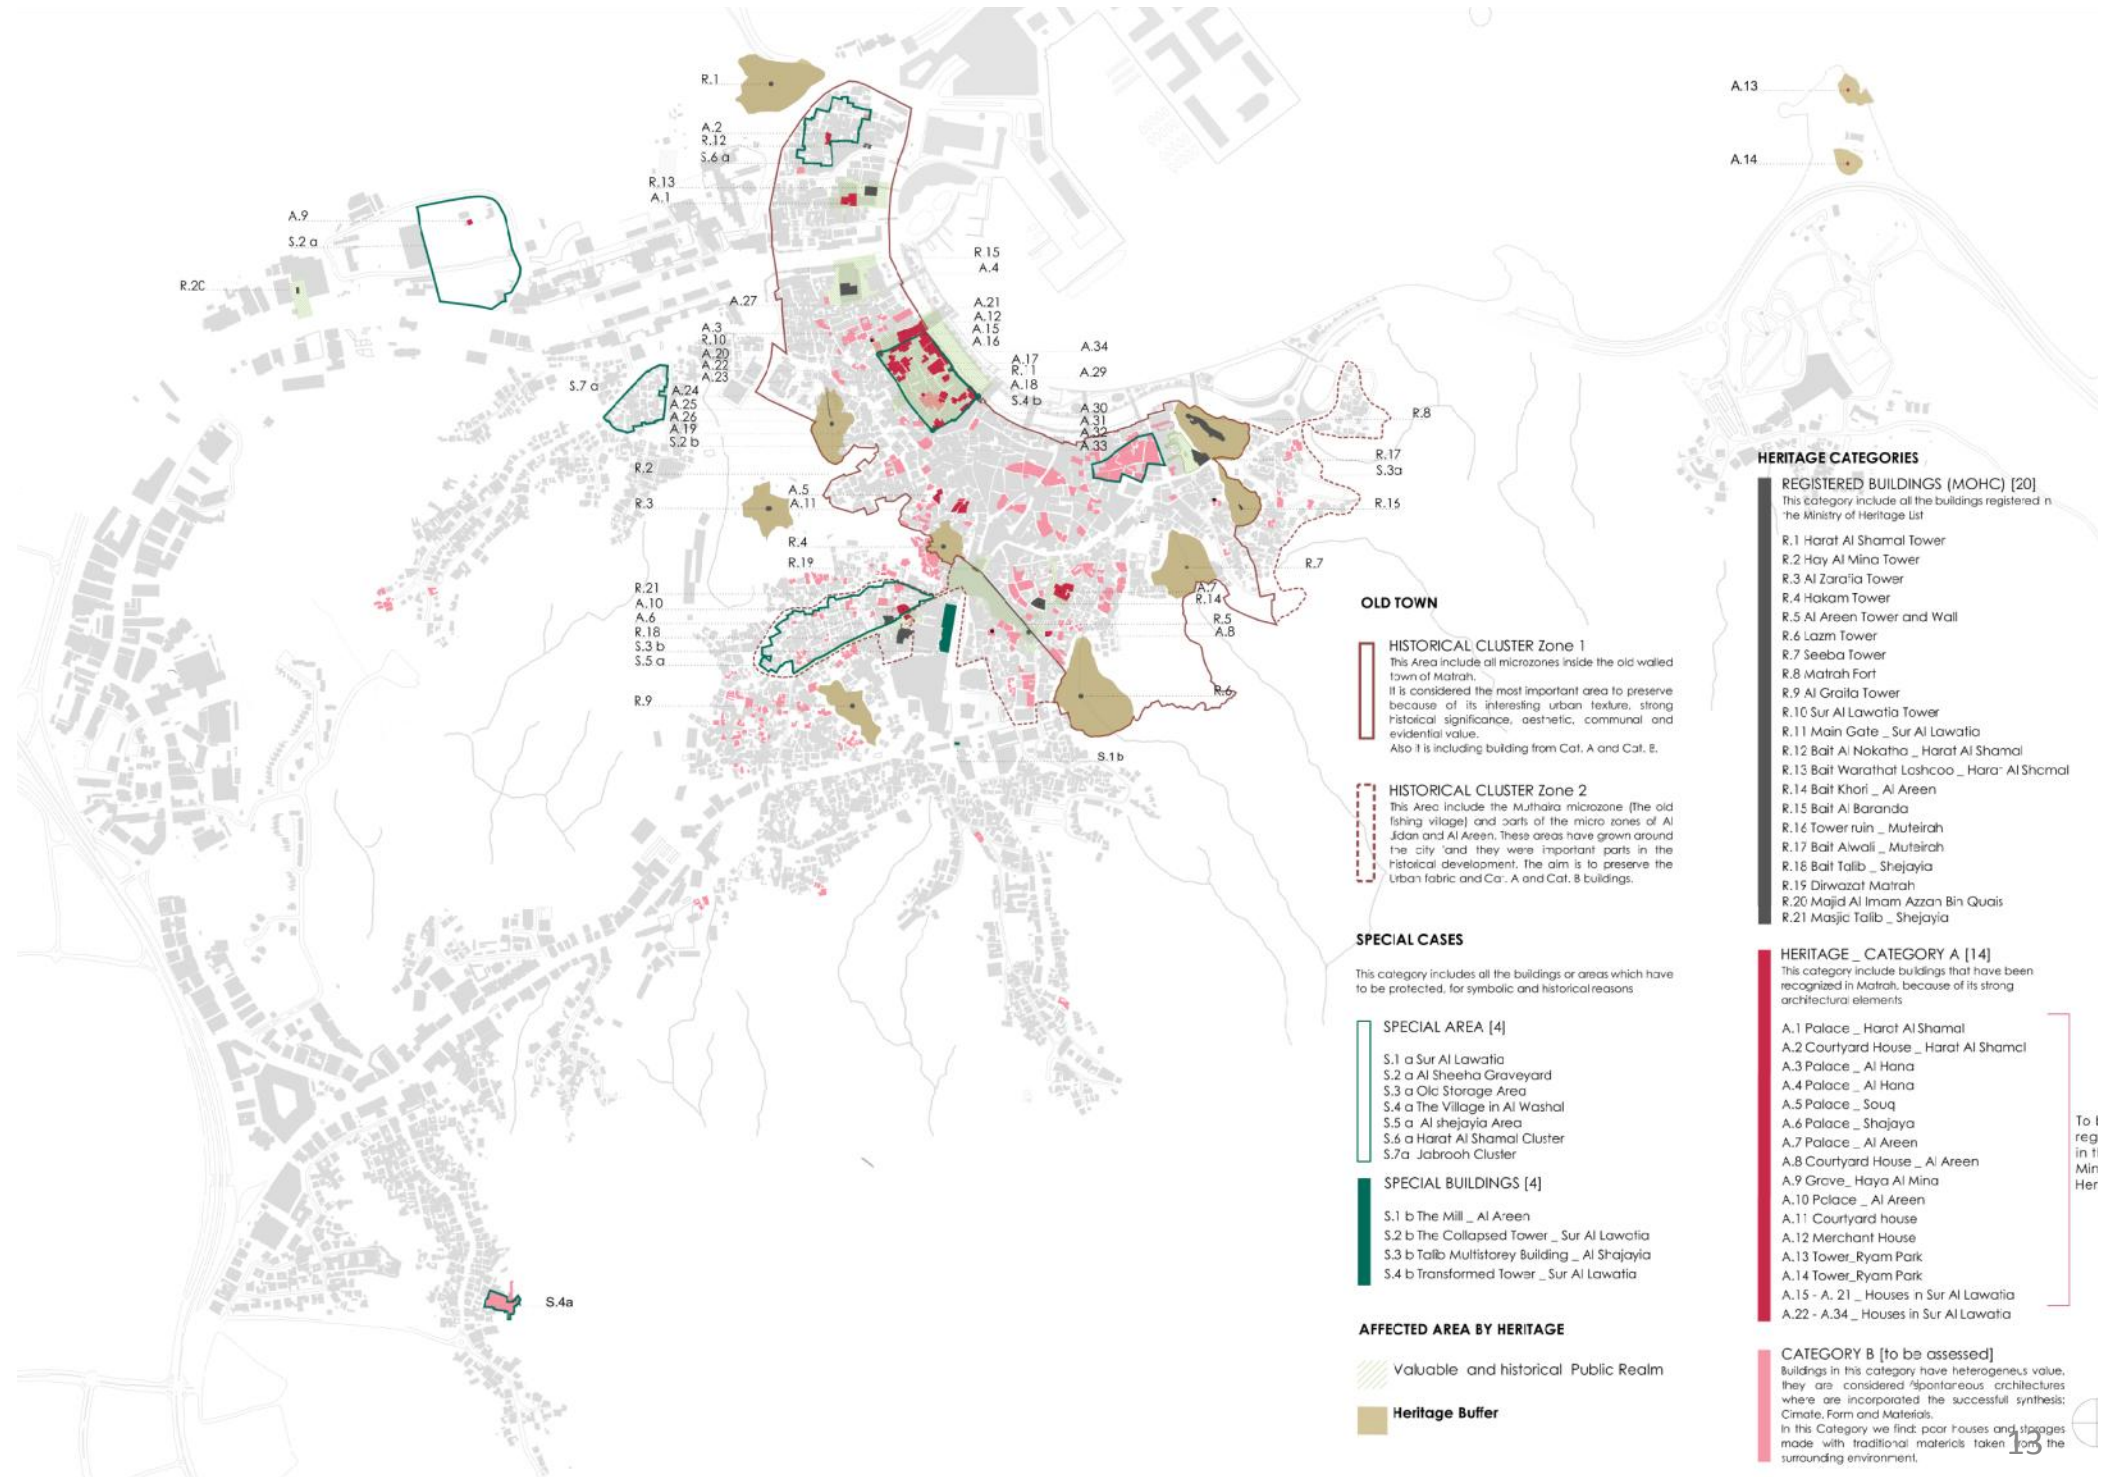 R.1
A.2
R.12
S.6 a
R.13
A.1
A.9
S.2 a
R.20
A.27
A.3
R.10
A.20
A.22
A.23
S.7 a
A.24
A.25
A.26
A.19
S.2 b
R.2
R.3
A.5
A.11
R.4
R.19
R.21
A.10
A.6
R.18
S.3 b
S.5 a
R.9
R 15
A.4
A.21
A.12
A.15
A.16
A.17
R.11
A.18
S.4 b
A.34
A.29
A.30
A.31
A.32
A.33
R.8
R.17
S.3a
R.16
R.7
A.7
R.14
R.5
A.8
R.6
S.1 b
S.4a
A.13
A.14
OLD TOWN
HISTORICAL CLUSTER Zone 1
This Area include all microzones inside the old walled
town of Matrah.
It is considered the most important area to preserve
because of its interesting urban texture, strong
historical significance, aesthetic, communal and
evidential value.
Also it is including building from Cat. A and Cat. B.
HISTORICAL CLUSTER Zone 2
This Area include the Muthaira microzone (The old
fishing village) and parts of the micro zones of Al
Jidan and Al Areen. These areas have grown around
the city and they were important parts in the
historical development. The aim is to preserve the
Urban fabric and Cat. A and Cat. B buildings.
SPECIAL CASES
This category includes all the buildings or areas which have
to be protected, for symbolic and historical reasons
SPECIAL AREA [4]
S.1 a Sur Al Lawatia
S.2 a Al Sheeha Graveyard
S.3 a Old Storage Area
S.4 a The Village in Al Washal
S.5 a Al shejayia Area
S.6 a Harat Al Shamal Cluster
S.7a Jabrooh Cluster
SPECIAL BUILDINGS [4]
S.1 b The Mill _ Al Areen
S.2 b The Collapsed Tower _ Sur Al Lawatia
S.3 b Talib Multistorey Building _ Al Shajayia
S.4 b Transformed Tower _ Sur Al Lawatia
AFFECTED AREA BY HERITAGE
Valuable and historical Public Realm
Heritage Buffer
HERITAGE CATEGORIES
REGISTERED BUILDINGS (MOHC) [20]
This category include all the buildings registered in
the Ministry of Heritage List
R.1 Harat Al Shamal Tower
R.2 Hay Al Mina Tower
R.3 Al Zarafia Tower
R.4 Hakam Tower
R.5 Al Areen Tower and Wall
R.6 Lazm Tower
R.7 Seeba Tower
R.8 Matrah Fort
R.9 Al Graifa Tower
R.10 Sur Al Lawatia Tower
R.11 Main Gate _ Sur Al Lawatia
R.12 Bait Al Nokatha _ Harat Al Shamal
R.13 Bait Warathat Lashcoo _ Harat Al Shamal
R.14 Bait Khori _ Al Areen
R.15 Bait Al Baranda
R.16 Tower ruin _ Muteirah
R.17 Bait Alwali _ Muteirah
R.18 Bait Talib _ Shejayia
R.19 Dirwazat Matrah
R.20 Majid Al Imam Azzan Bin Quais
R.21 Masjid Talib _ Shejayia
HERITAGE _ CATEGORY A [14]
This category include buildings that have been
recognized in Matrah, because of its strong
architectural elements
A.1 Palace _ Harat Al Shamal
A.2 Courtyard House _ Harat Al Shamal
A.3 Palace _ Al Hana
A.4 Palace _ Al Hana
A.5 Palace _ Souq
A.6 Palace _ Shajaya
A.7 Palace _ Al Areen
A.8 Courtyard House _ Al Areen
A.9 Grave_ Haya Al Mina
A.10 Palace _ Al Areen
A.11 Courtyard house
A.12 Merchant House
A.13 Tower_Ryam Park
A.14 Tower_Ryam Park
A.15 - A. 21 _ Houses in Sur Al Lawatia
A.22 - A.34 _ Houses in Sur Al Lawatia
To
reg
in t
Min
Her
CATEGORY B [to be assessed]
Buildings in this category have heterogeneus value,
they are considered spontaneous architectures
where are incorporated the successfull synthesis:
Climate, Form and Materials.
In this Category we find: poor houses and storages
made with traditional materials taken from the
surrounding environment.
13